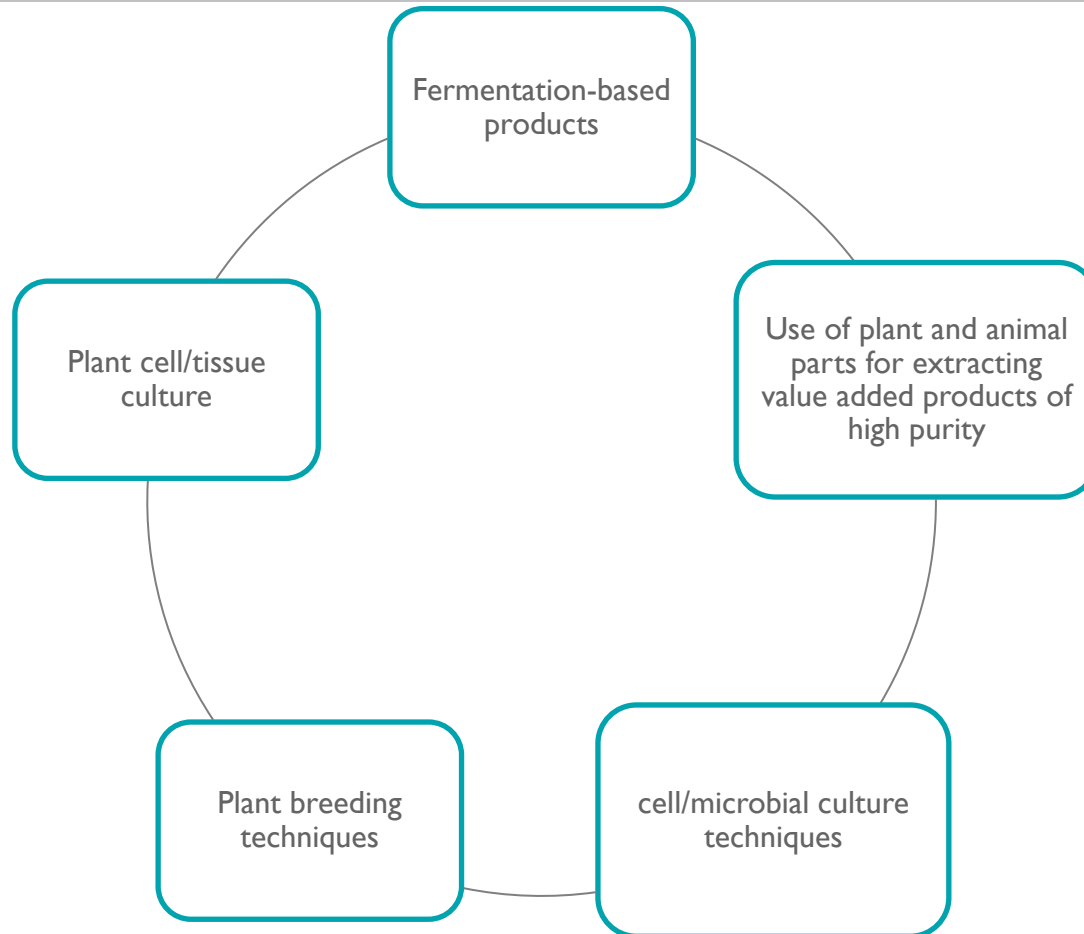 Fermentation-based
products
Use of plant and animal
parts for extracting
value added products of
high purity
cell/microbial culture
techniques
Plant breeding
techniques
Plant cell/tissue
culture